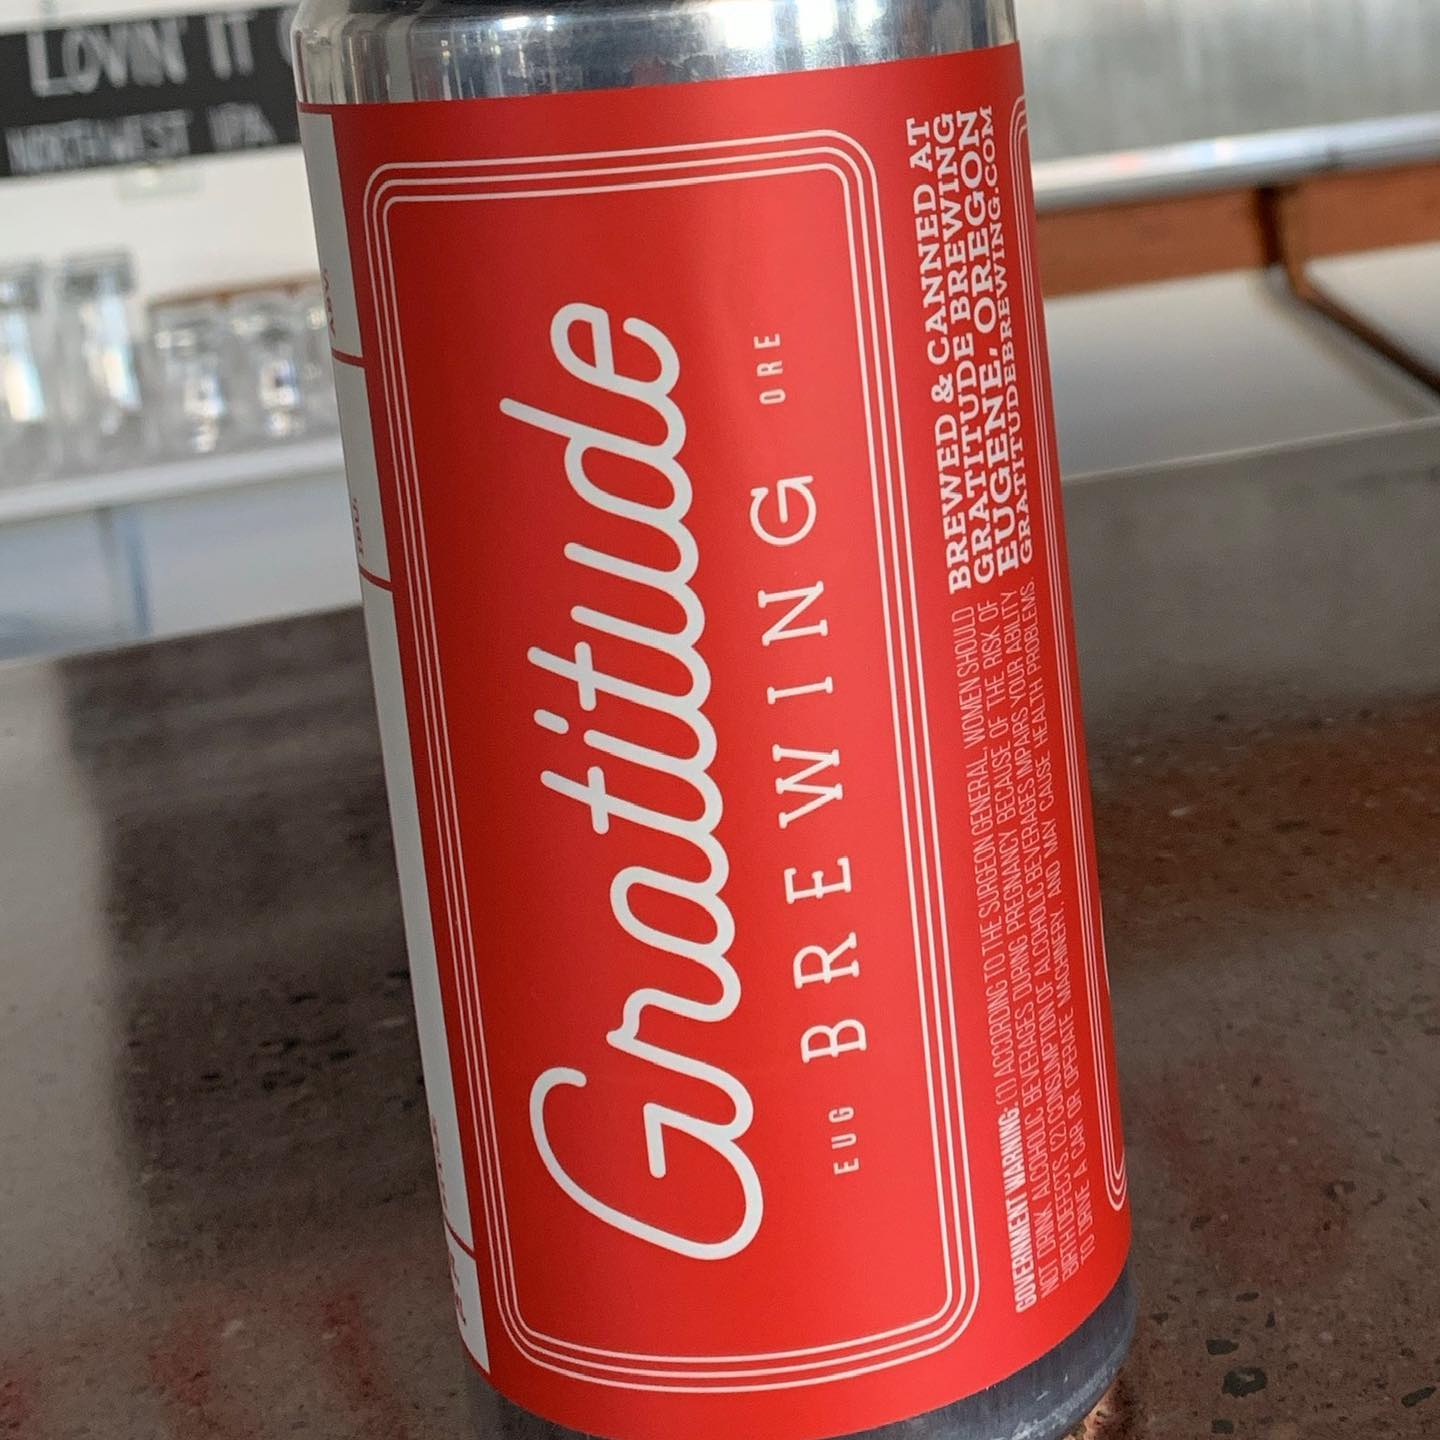 LOVIN' IT
NORTHWEST IPA
ABV:
IBU:
Gratitude
EUG BREWING ORE
BREWED & CANNED AT
GRATITUDE BREWING
EUGENE, OREGON
GRATITUDEBREWING.COM
GOVERNMENT WARNING: (1) ACCORDING TO THE SURGEON GENERAL, WOMEN SHOULD
NOT DRINK ALCOHOLIC BEVERAGES DURING PREGNANCY BECAUSE OF THE RISK OF
BIRTH DEFECTS. (2) CONSUMPTION OF ALCOHOLIC BEVERAGES IMPAIRS YOUR ABILITY
TO DRIVE A CAR OR OPERATE MACHINERY, AND MAY CAUSE HEALTH PROBLEMS.